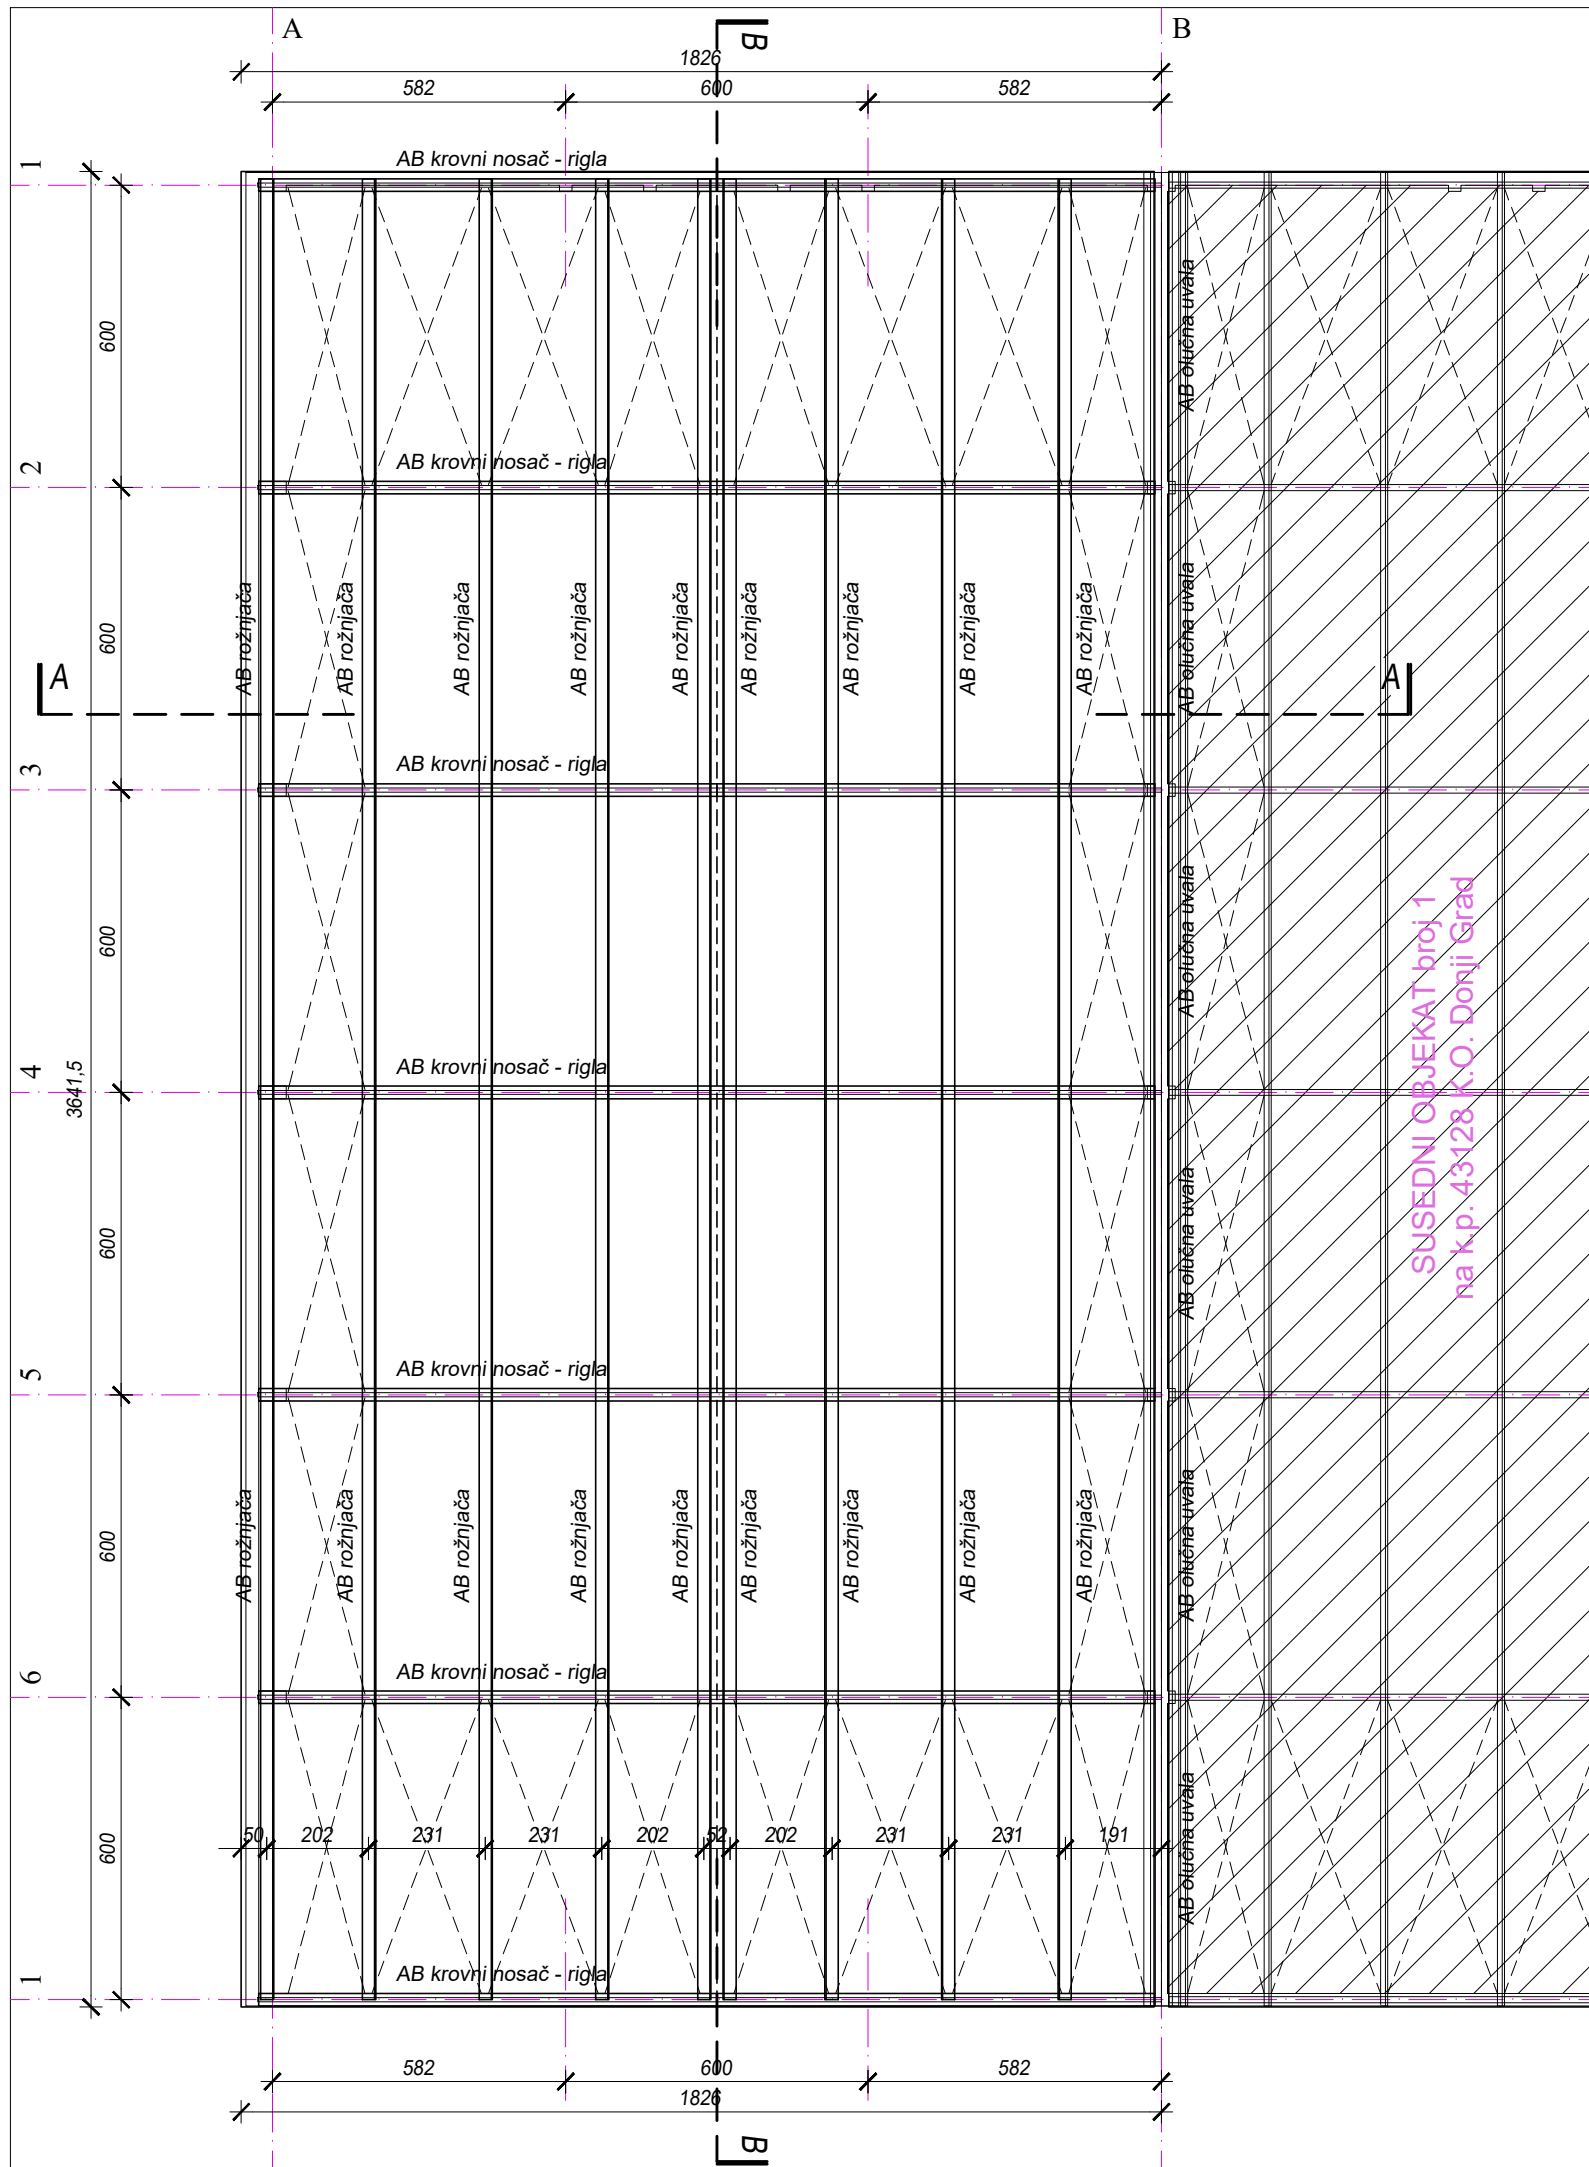 A
B
B
1826
582
600
582
1
AB krovni nosač - rigla
600
AB olučna uvala
2
AB krovni nosač - rigla
600
AB rožnjača
AB rožnjača
AB rožnjača
AB rožnjača
AB rožnjača
AB rožnjača
AB rožnjača
AB rožnjača
AB rožnjača
AB olučna uvala
A
A
3
AB krovni nosač - rigla
600
AB olučna uvala
SUSEDNI OBJEKAT broj 1
na k.p. 43128 K.O. Donji Grad
4
3641,5
AB krovni nosač - rigla
600
AB olučna uvala
5
AB krovni nosač - rigla
600
AB rožnjača
AB rožnjača
AB rožnjača
AB rožnjača
AB rožnjača
AB rožnjača
AB rožnjača
AB rožnjača
AB rožnjača
AB olučna uvala
6
AB krovni nosač - rigla
600
50
202
231
231
202
52
202
231
231
191
AB olučna uvala
1
AB krovni nosač - rigla
582
600
582
1826
B